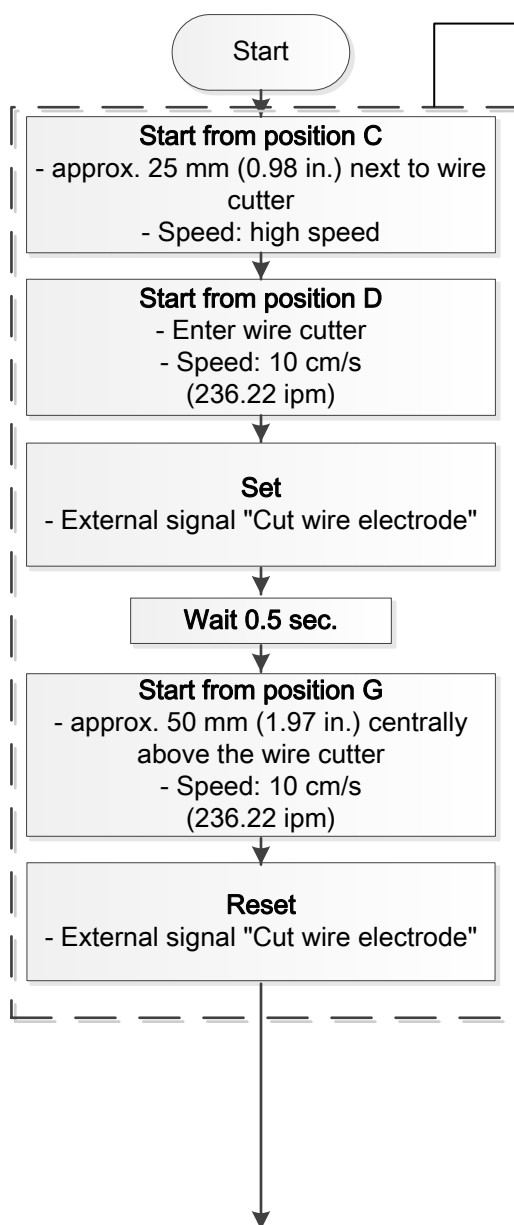 Start
Start from position C
- approx. 25 mm (0.98 in.) next to wire
cutter
- Speed: high speed
Start from position D
- Enter wire cutter
- Speed: 10 cm/s
(236.22 ipm)
Set
- External signal "Cut wire electrode"
Wait 0.5 sec.
Start from position G
- approx. 50 mm (1.97 in.) centrally
above the wire cutter
- Speed: 10 cm/s
(236.22 ipm)
Reset
- External signal "Cut wire electrode"